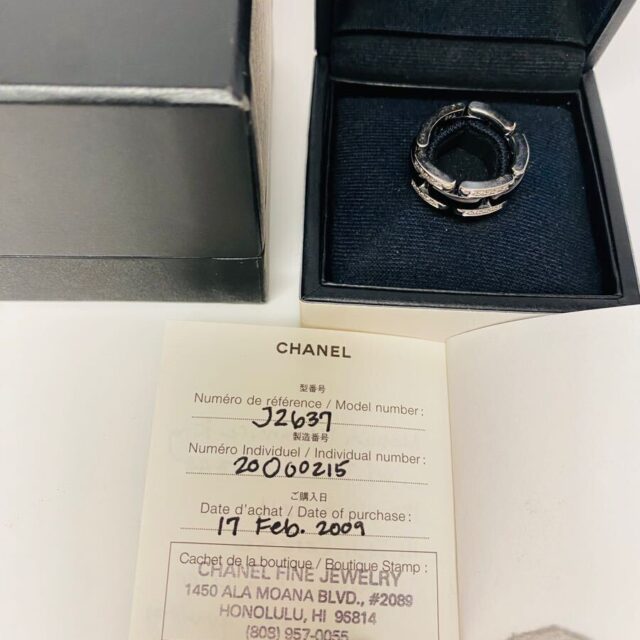 CHANEL
型番号
Numéro de référence / Model number:
J2637
製造番号
Numéro Individuel / Individual number:
20000215
ご購入日
Date d'achat / Date of purchase:
17 Feb. 2009
Cachet de la boutique / Boutique Stamp:
CHANEL FINE JEWELRY
1450 ALA MOANA BLVD., #2089
HONOLULU, HI 96814
(808) 957-0055